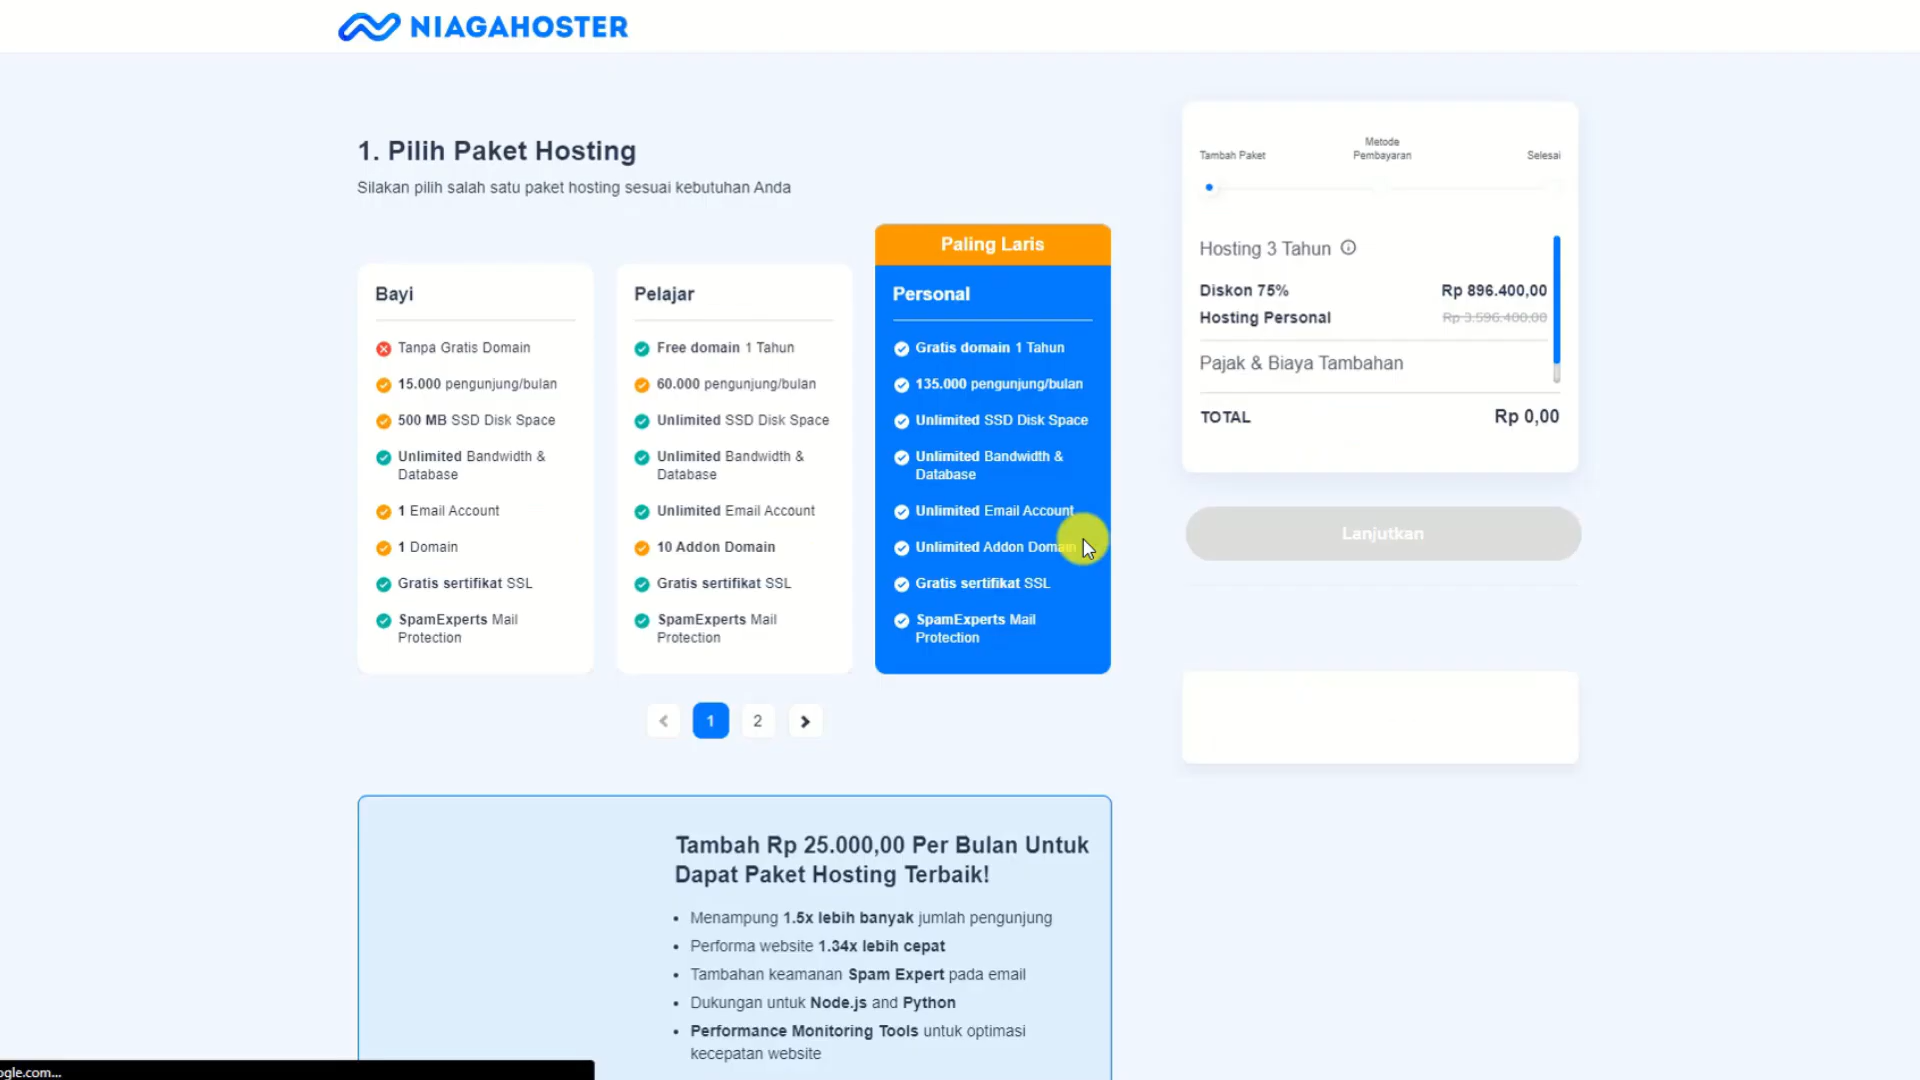 NIAGAHOSTER
1. Pilih Paket Hosting
Silakan pilih salah satu paket hosting sesuai kebutuhan Anda
Bayi
Tanpa Gratis Domain
15.000 pengunjung/bulan
500 MB SSD Disk Space
Unlimited Bandwidth &
Database
1 Email Account
1 Domain
Gratis sertifikat SSL
SpamExperts Mail
Protection
Pelajar
Free domain 1 Tahun
60.000 pengunjung/bulan
Unlimited SSD Disk Space
Unlimited Bandwidth &
Database
Unlimited Email Account
10 Addon Domain
Gratis sertifikat SSL
SpamExperts Mail
Protection
Paling Laris
Personal
Gratis domain 1 Tahun
135.000 pengunjung/bulan
Unlimited SSD Disk Space
Unlimited Bandwidth &
Database
Unlimited Email Account
Unlimited Addon Domain
Gratis sertifikat SSL
SpamExperts Mail
Protection
1
2
Tambah Rp 25.000,00 Per Bulan Untuk
Dapat Paket Hosting Terbaik!
• Menampung 1.5x lebih banyak jumlah pengunjung
• Performa website 1.34x lebih cepat
• Tambahan keamanan Spam Expert pada email
• Dukungan untuk Node.js and Python
• Performance Monitoring Tools untuk optimasi
kecepatan website
Tambah Paket
Metode
Pembayaran
Selesai
Hosting 3 Tahun
Diskon 75% Rp 896.400,00
Hosting Personal Rp 3.596.400,00
Pajak & Biaya Tambahan
TOTAL Rp 0,00
Lanjutkan
ogle.com...